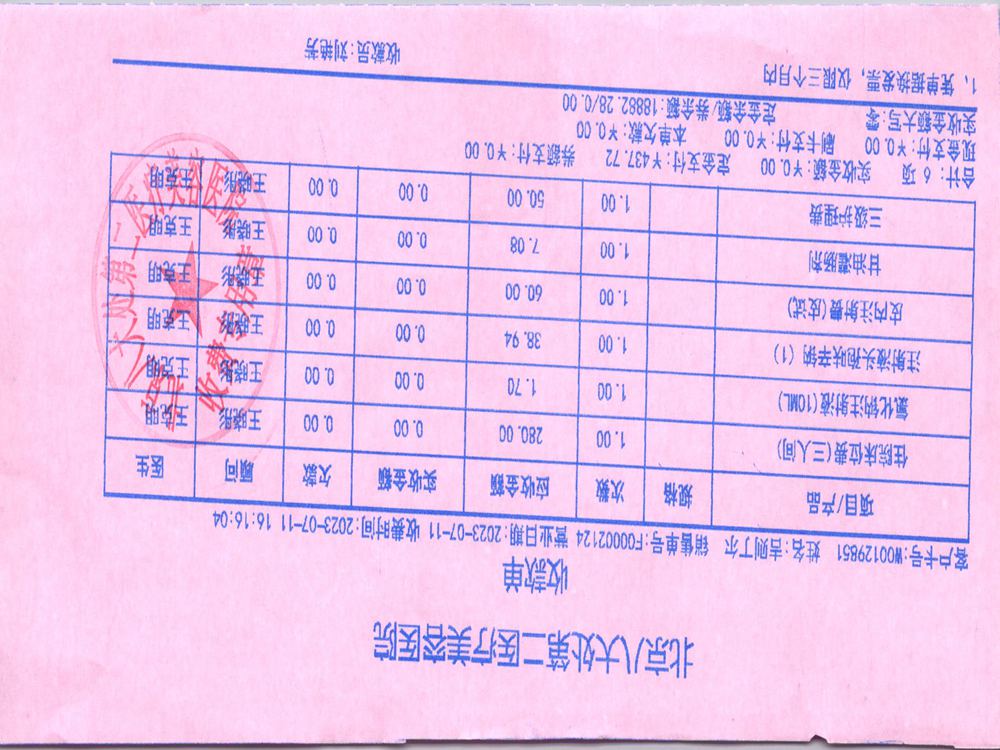 北京八大处第二医疗美容医院
收款单
客户卡号:W00129851 姓名:吉则丁尔 销售单号:F00002124 营业日期:2023-07-11 收费时间:2023-07-11 16:16:04
项目/产品 规格 次数 应收金额 实收金额 欠款 顾问 医生
住院床位费(三人间) 1.00 280.00 0.00 0.00 王晓彤 王克明
氯化钠注射液(10ML) 1.00 1.70 0.00 0.00 王晓彤 王克明
注射液头孢呋辛钠 (1) 1.00 38.94 0.00 0.00 王晓彤 王克明
皮内注射费(皮试) 1.00 60.00 0.00 0.00 王晓彤 王克明
甘油灌肠剂 1.00 7.08 0.00 0.00 王晓彤 王克明
三级护理费 1.00 50.00 0.00 0.00 王晓彤 王克明
合计: 6 项 实收金额:￥0.00 定金支付:￥437.72 券额支付:￥0.00
现金支付:￥0.00 刷卡支付:￥0.00 本单欠款:￥0.00
实收金额大写:零 定金余额/券余额:18882.28/0.00
1、凭单据换发票，仅限三个月内 收款员:刘艳芳
收费专用章